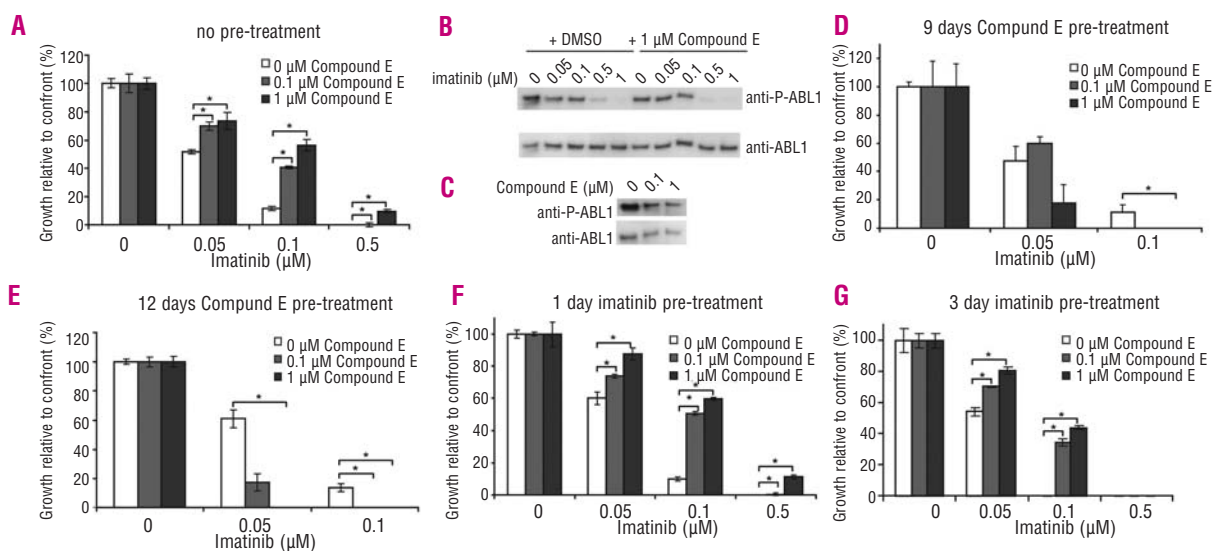 A
no pre-treatment
Growth relative to confront (%)
120
100
80
60
40
20
0
0 µM Compound E
0.1 µM Compound E
1 µM Compound E
* * * * * *
0 0.05 0.1 0.5
Imatinib (µM)
B
+ DMSO + 1 µM Compound E
imatinib (µM) 0 0.05 0.1 0.5 1 0 0.05 0.1 0.5 1
anti-P-ABL1
anti-ABL1
C
Compound E (µM) 0 0.1 1
anti-P-ABL1
anti-ABL1
D
9 days Compund E pre-treatment
Growth relative to confront (%)
120
100
80
60
40
20
0
0 µM Compound E
0.1 µM Compound E
1 µM Compound E
*
0 0.05 0.1
Imatinib (µM)
E
12 days Compund E pre-treatment
Growth relative to confront (%)
120
100
80
60
40
20
0
0 µM Compound E
0.1 µM Compound E
1 µM Compound E
* * *
0 0.05 0.1
Imatinib (µM)
F
1 day imatinib pre-treatment
Growth relative to confront (%)
100
80
60
40
20
0
0 µM Compound E
0.1 µM Compound E
1 µM Compound E
* * * * * *
0 0.05 0.1 0.5
Imatinib (µM)
G
3 day imatinib pre-treatment
Growth relative to confront (%)
120
100
80
60
40
20
0
0 µM Compound E
0.1 µM Compound E
1 µM Compound E
* * * *
0 0.05 0.1 0.5
Imatinib (µM)